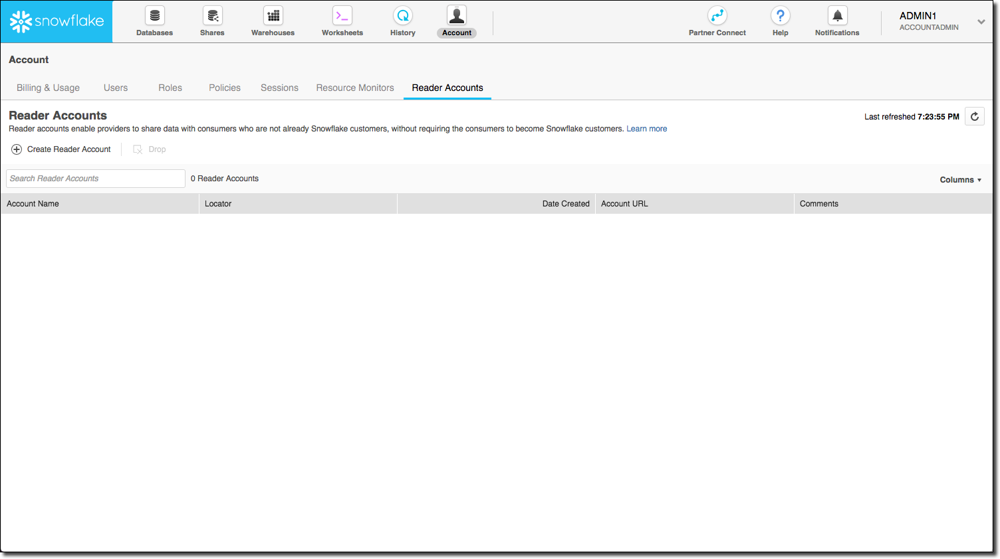 snowflake
Databases
Shares
Warehouses
Worksheets
History
Account
Partner Connect
Help
Notifications
ADMIN1
ACCOUNTADMIN
Account
Billing & Usage
Users
Roles
Policies
Sessions
Resource Monitors
Reader Accounts
Reader Accounts
Last refreshed 7:23:55 PM
Reader accounts enable providers to share data with consumers who are not already Snowflake customers, without requiring the consumers to become Snowflake customers. Learn more
Create Reader Account
Drop
Search Reader Accounts
0 Reader Accounts
Columns
Account Name
Locator
Date Created
Account URL
Comments